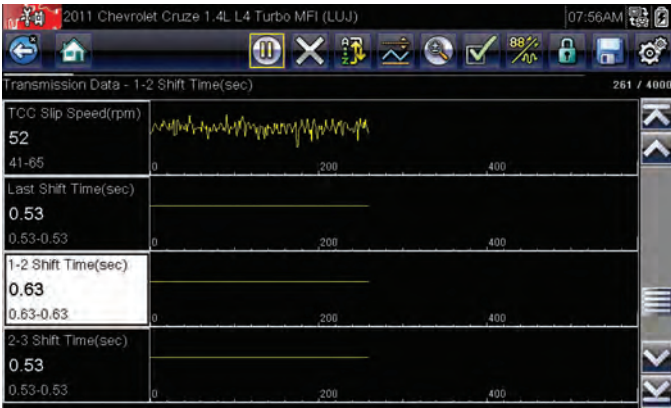 2011 Chevrolet Cruze 1.4L L4 Turbo MFI (LUJ) 07:56AM
Transmission Data - 1-2 Shift Time(sec) 261 / 4000
TCC Slip Speed(rpm)
52
41-65
0 200 400
Last Shift Time(sec)
0.53
0.53-0.53
0 200 400
1-2 Shift Time(sec)
0.63
0.63-0.63
0 200 400
2-3 Shift Time(sec)
0.53
0.53-0.53
0 200 400